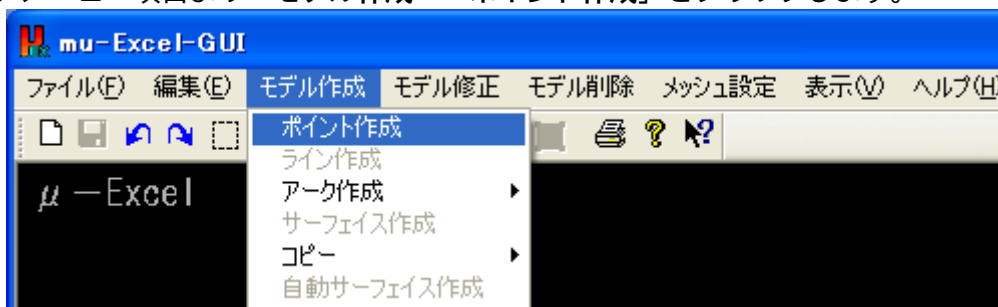 mu-Excel-GUI
ファイル(F) 編集(E) モデル作成 モデル修正 モデル削除 メッシュ設定 表示(V) ヘルプ(H)
ポイント作成
μ－Excel
ライン作成
アーク作成
サーフェイス作成
コピー
自動サーフェイス作成